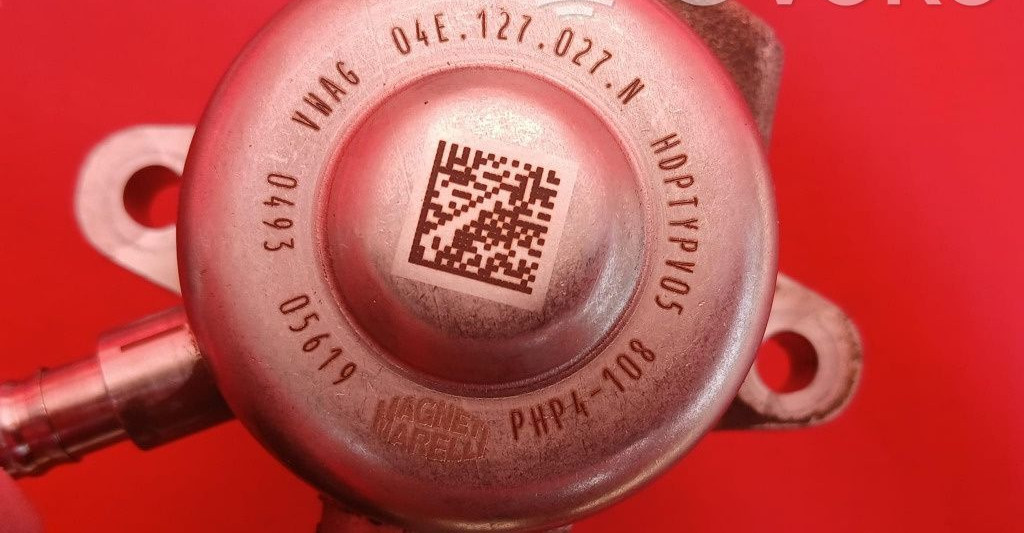 VWAG
04E.127.027.N
HDPTYPV05
PHP4-108
MAGNETI
MARELLI
05619
0493